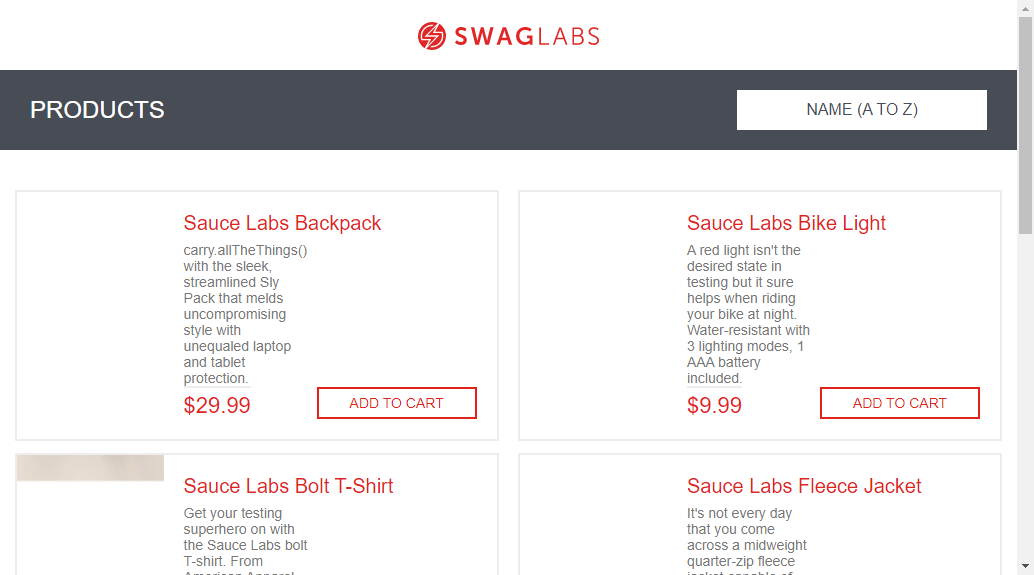 SWAGLABS
PRODUCTS
NAME (A TO Z)
Sauce Labs Backpack
carry.allTheThings()
with the sleek,
streamlined Sly
Pack that melds
uncompromising
style with
unequaled laptop
and tablet
protection.
$29.99
ADD TO CART
Sauce Labs Bike Light
A red light isn't the
desired state in
testing but it sure
helps when riding
your bike at night.
Water-resistant with
3 lighting modes, 1
AAA battery
included.
$9.99
ADD TO CART
Sauce Labs Bolt T-Shirt
Get your testing
superhero on with
the Sauce Labs bolt
T-shirt. From
American Apparel
Sauce Labs Fleece Jacket
It's not every day
that you come
across a midweight
quarter-zip fleece
jacket capable of